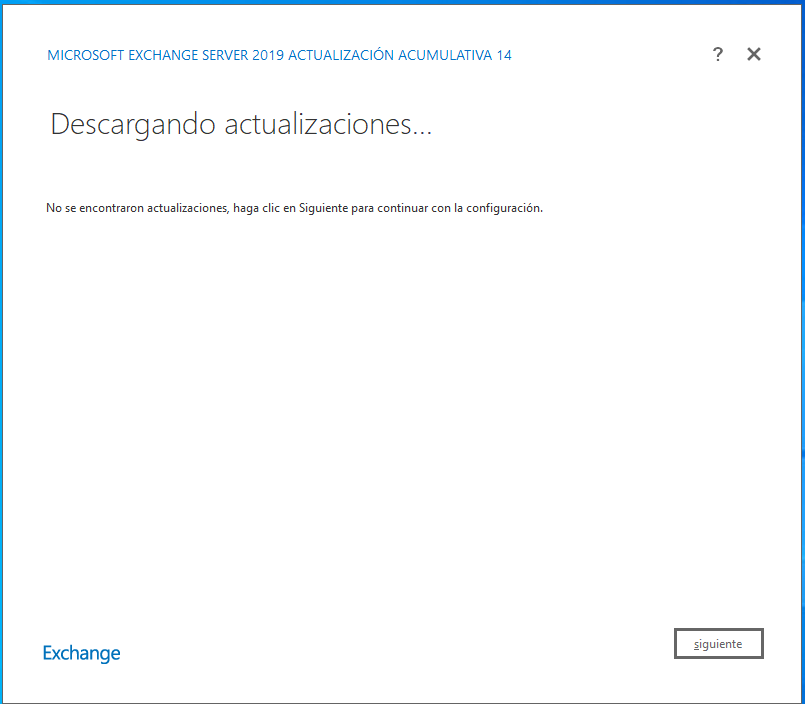 MICROSOFT EXCHANGE SERVER 2019 ACTUALIZACIÓN ACUMULATIVA 14
?
Descargando actualizaciones...
No se encontraron actualizaciones, haga clic en Siguiente para continuar con la configuración.
siguiente
Exchange